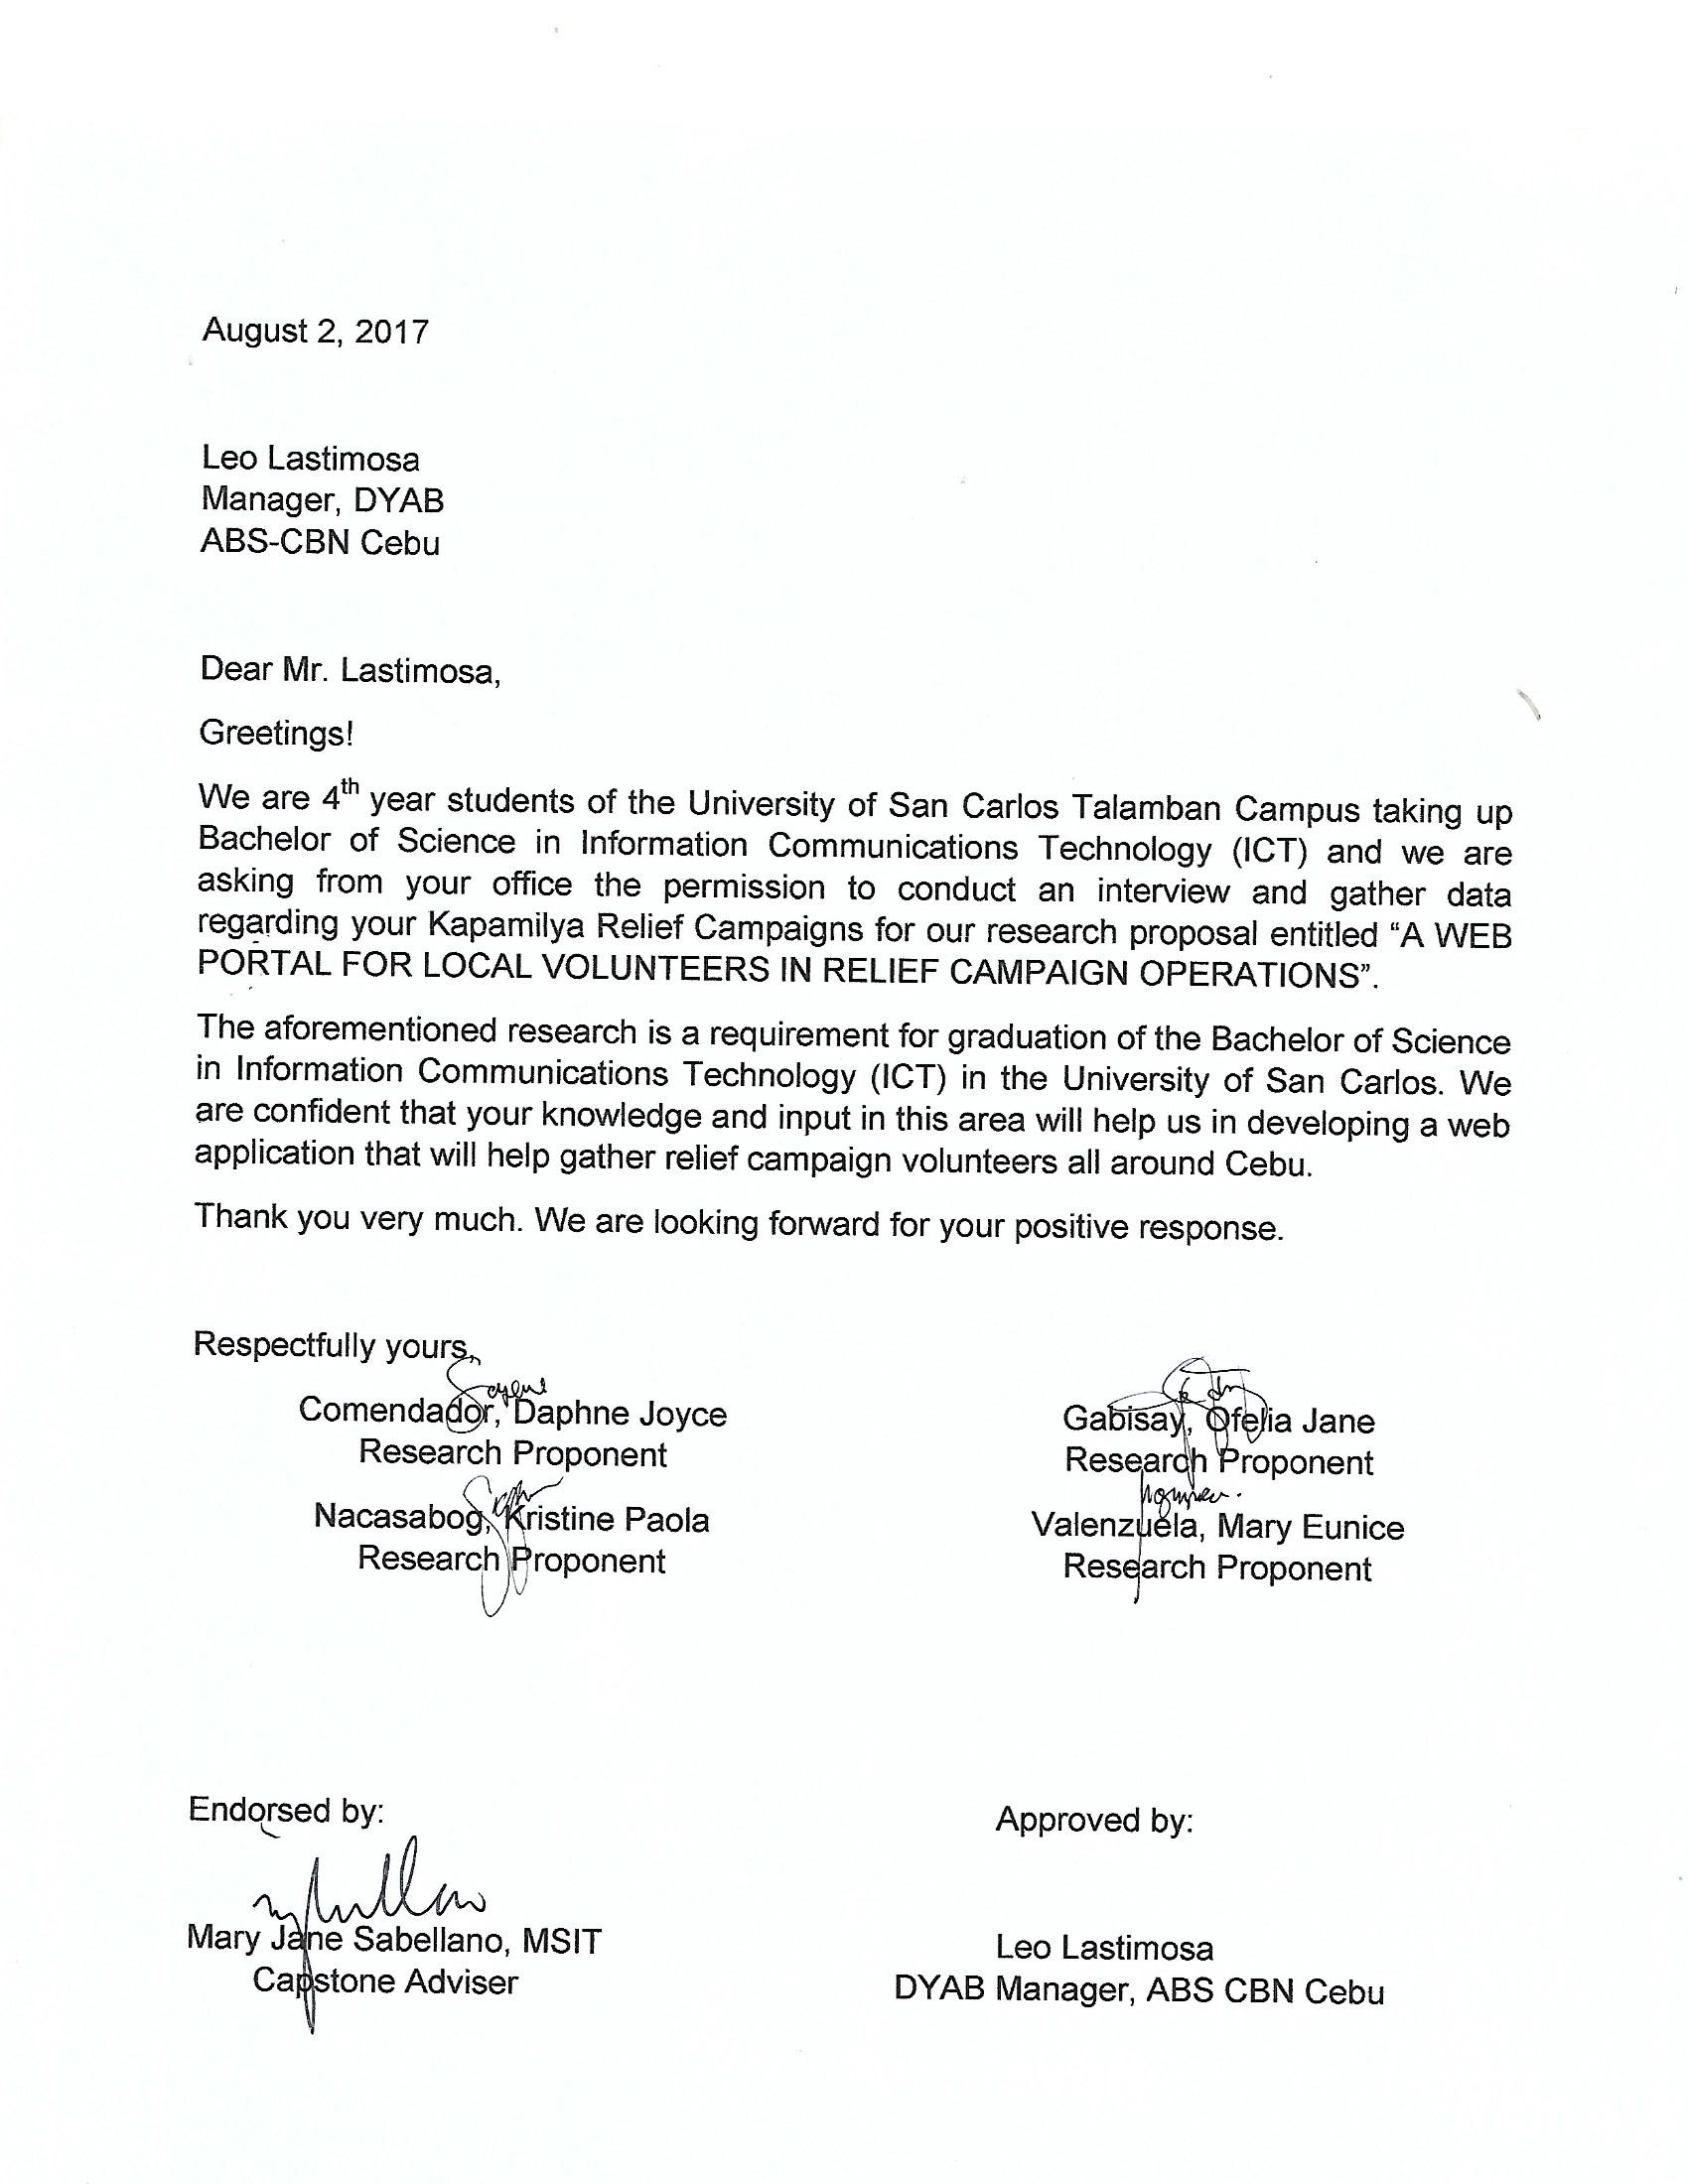 August 2, 2017
Leo Lastimosa
Manager, DYAB
ABS-CBN Cebu
Dear Mr. Lastimosa,
Greetings!
We are 4th year students of the University of San Carlos Talamban Campus taking up
Bachelor of Science in Information Communications Technology (ICT) and we are
asking from your office the permission to conduct an interview and gather data
regarding your Kapamilya Relief Campaigns for our research proposal entitled “A WEB
PORTAL FOR LOCAL VOLUNTEERS IN RELIEF CAMPAIGN OPERATIONS”.
The aforementioned research is a requirement for graduation of the Bachelor of Science
in Information Communications Technology (ICT) in the University of San Carlos. We
are confident that your knowledge and input in this area will help us in developing a web
application that will help gather relief campaign volunteers all around Cebu.
Thank you very much. We are looking forward for your positive response.
Respectfully yours,
Comendador, Daphne Joyce
Research Proponent
Nacasabog, Kristine Paola
Research Proponent
Gabisay, Ofelia Jane
Research Proponent
Valenzuela, Mary Eunice
Research Proponent
Endorsed by:
Mary Jane Sabellano, MSIT
Capstone Adviser
Approved by:
Leo Lastimosa
DYAB Manager, ABS CBN Cebu